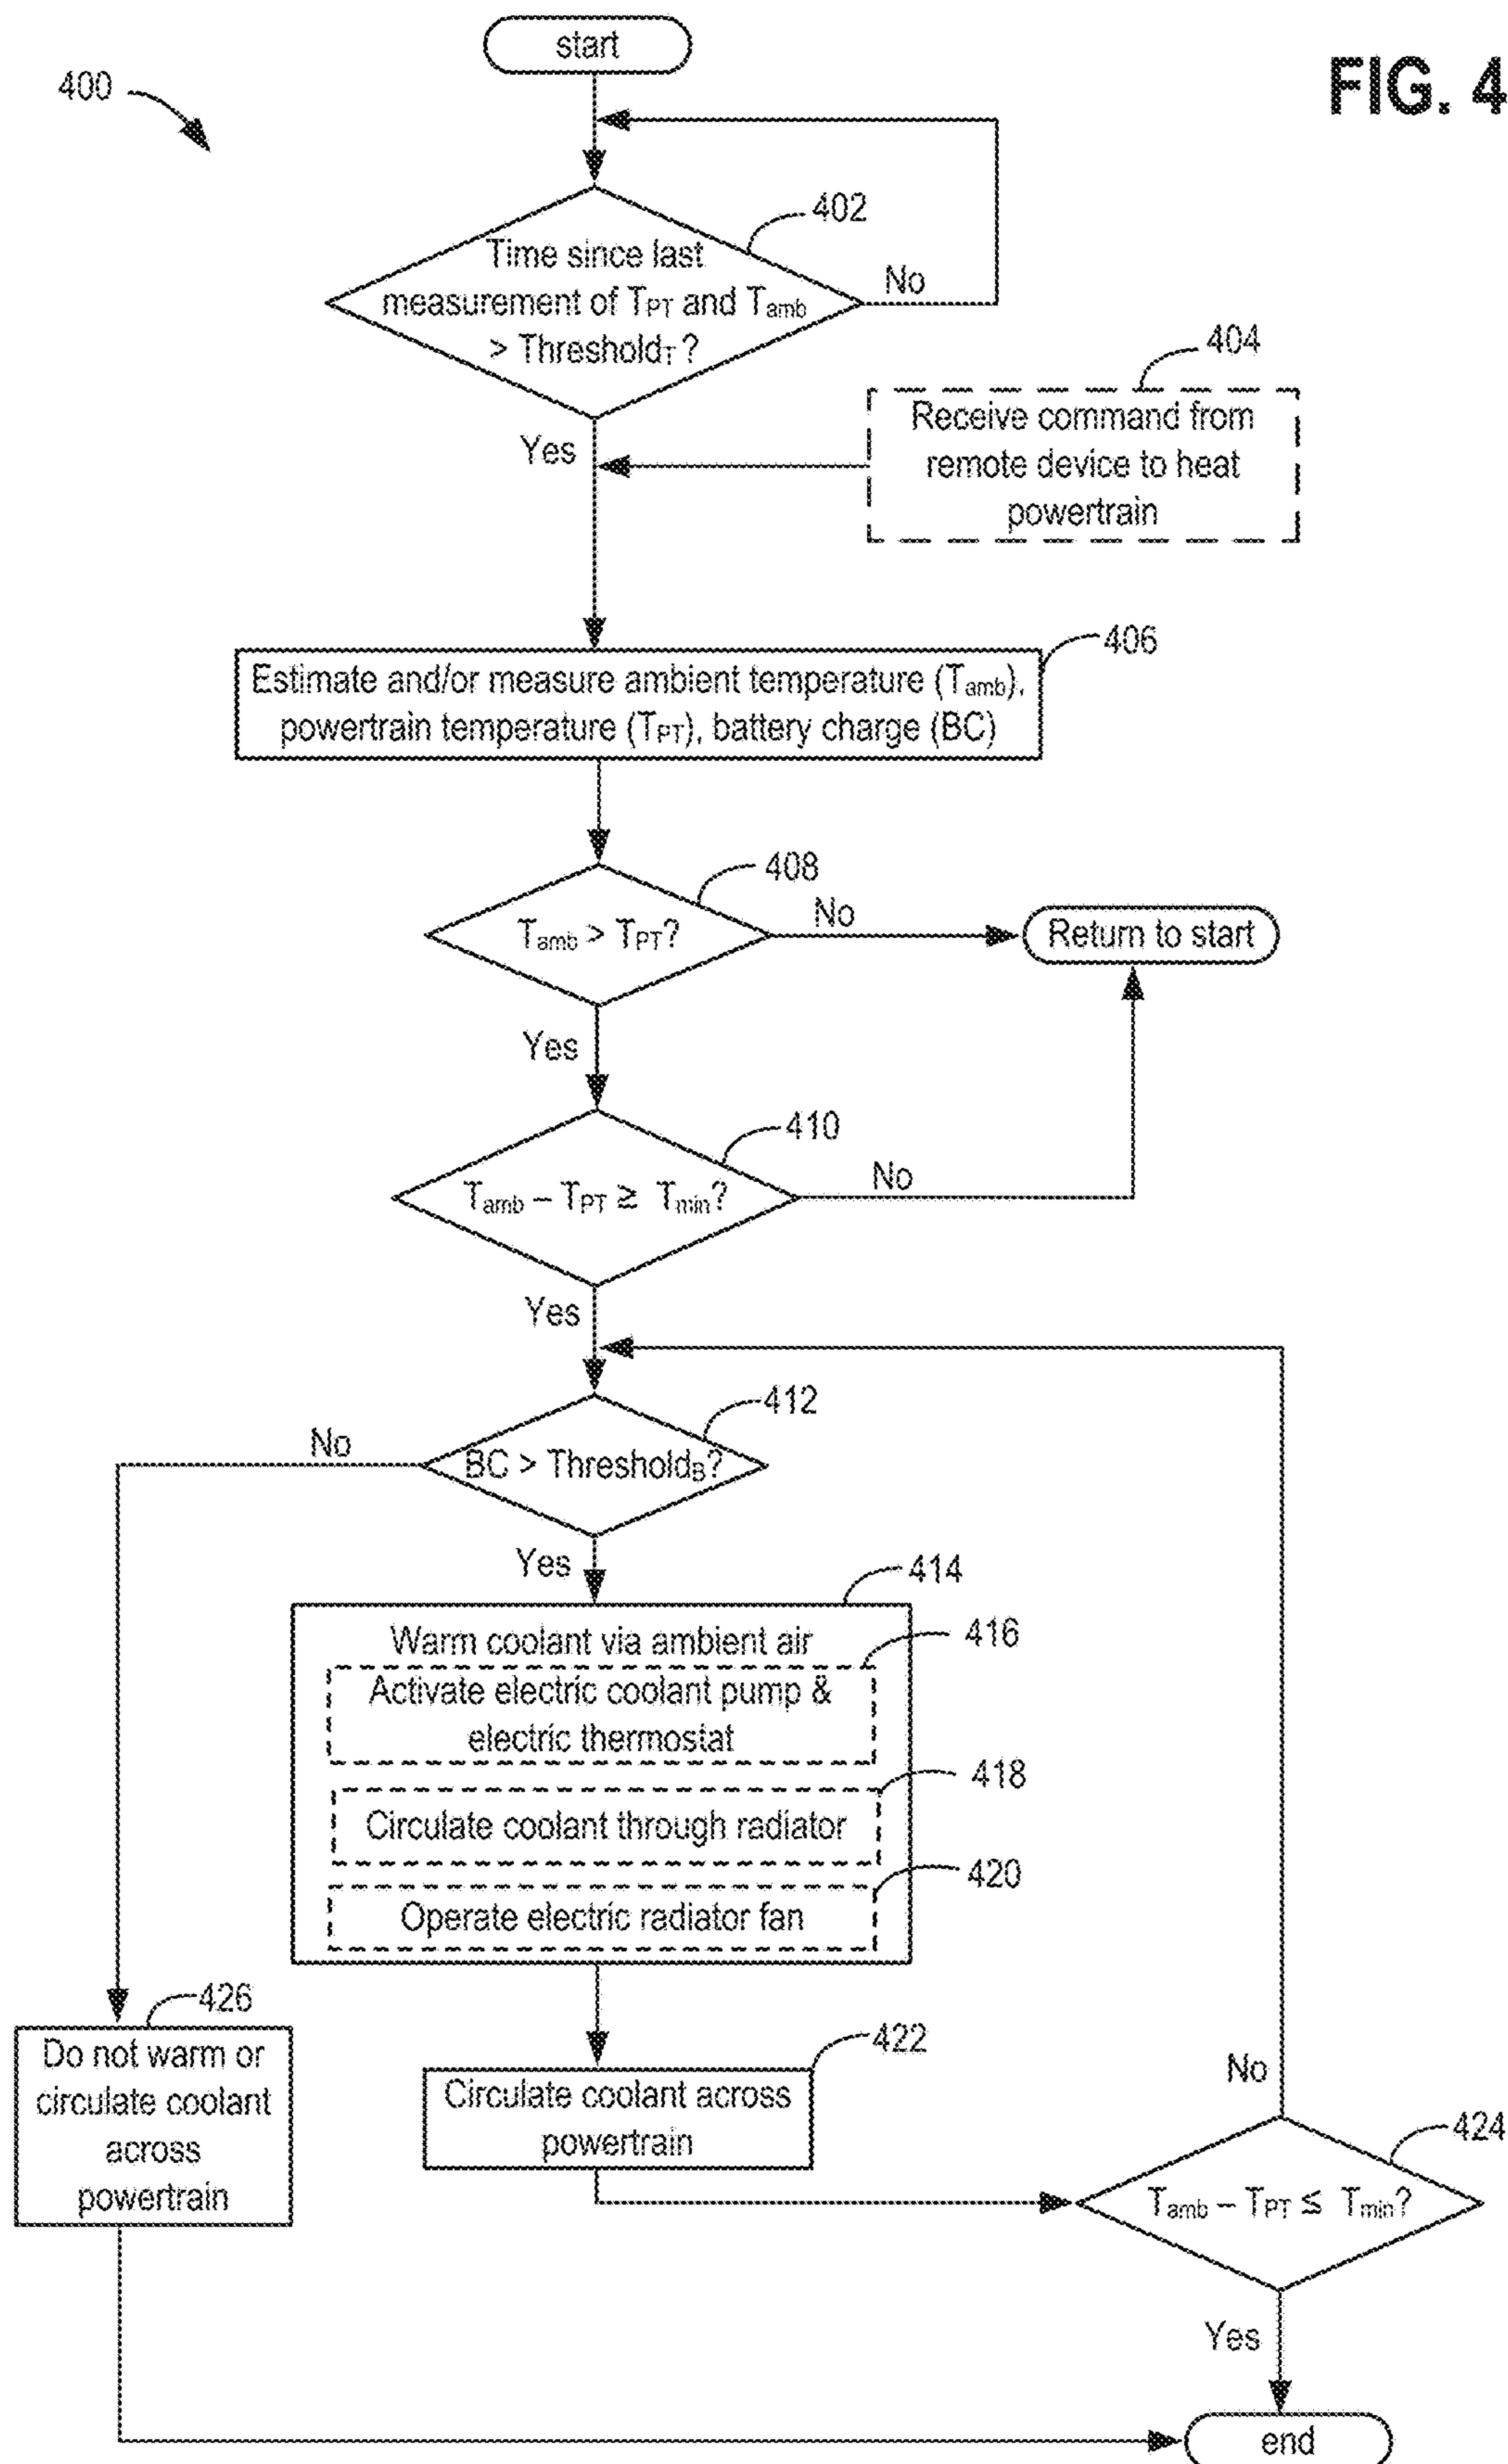 start
FIG. 4
400
402
Time since last
measurement of TPT and Tamb
> ThresholdT ?
No
404
Receive command from
remote device to heat
powertrain
Yes
406
Estimate and/or measure ambient temperature (Tamb),
powertrain temperature (TPT), battery charge (BC)
408
Tamb > TPT?
No
Return to start
Yes
410
Tamb – TPT ≥ Tmin?
No
Yes
412
BC > ThresholdB?
No
Yes
414
Warm coolant via ambient air
416
Activate electric coolant pump &
electric thermostat
418
Circulate coolant through radiator
420
Operate electric radiator fan
426
Do not warm or
circulate coolant
across
powertrain
422
Circulate coolant across
powertrain
No
424
Tamb – TPT ≤ Tmin?
Yes
end